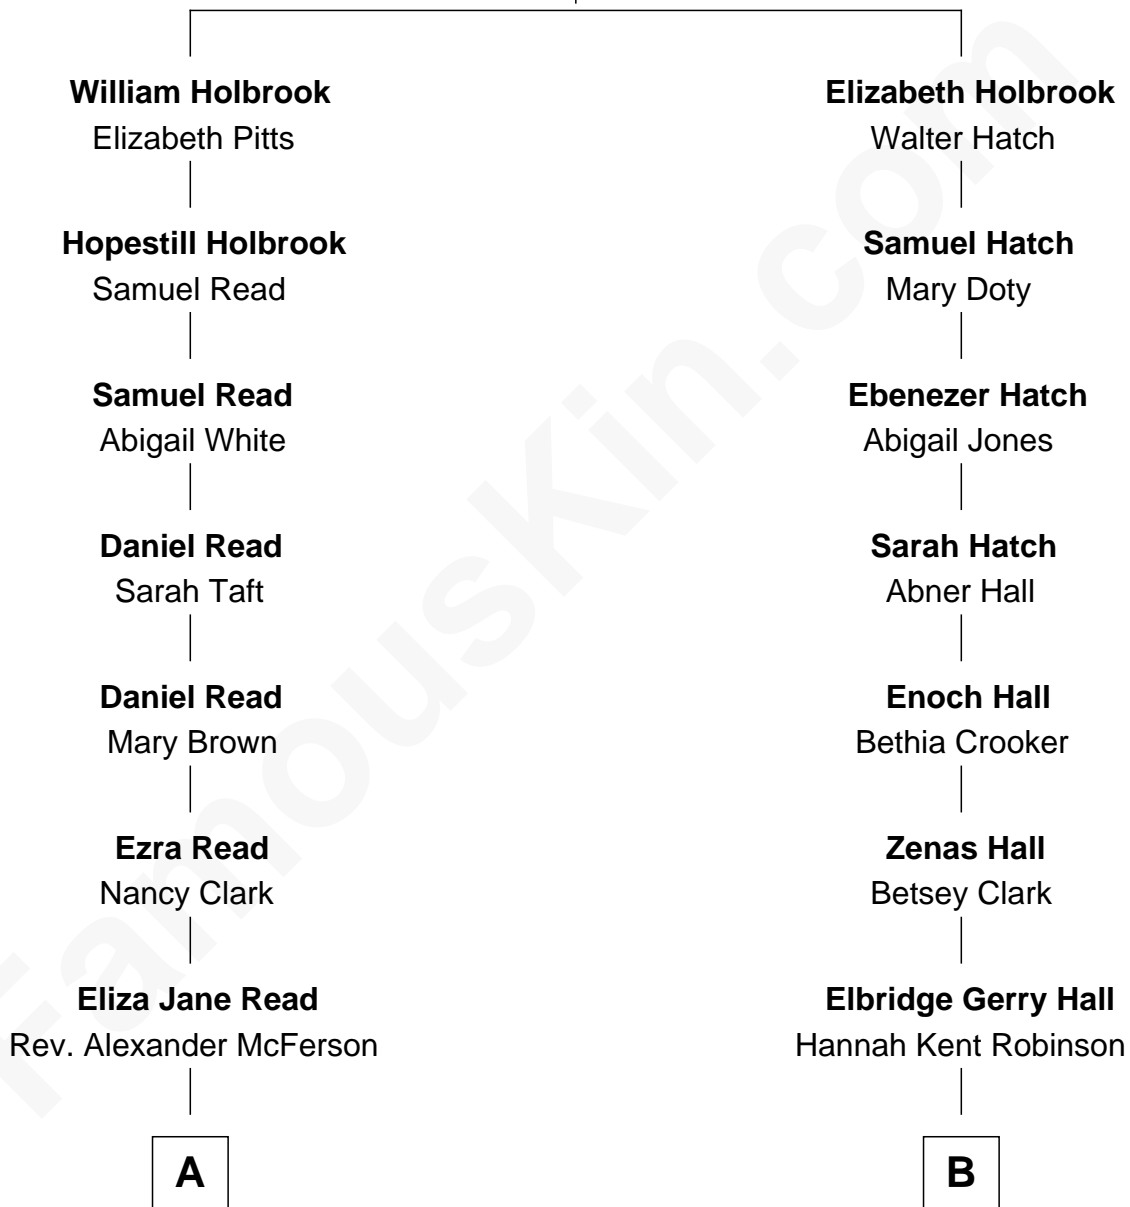 William Holbrook
Elizabeth Pitts
Hopestill Holbrook
Samuel Read
Samuel Read
Abigail White
Daniel Read
Sarah Taft
Daniel Read
Mary Brown
Ezra Read
Nancy Clark
Eliza Jane Read
Rev. Alexander McFerson
A
Elizabeth Holbrook
Walter Hatch
Samuel Hatch
Mary Doty
Ebenezer Hatch
Abigail Jones
Sarah Hatch
Abner Hall
Enoch Hall
Bethia Crooker
Zenas Hall
Betsey Clark
Elbridge Gerry Hall
Hannah Kent Robinson
B
FamousKin.com